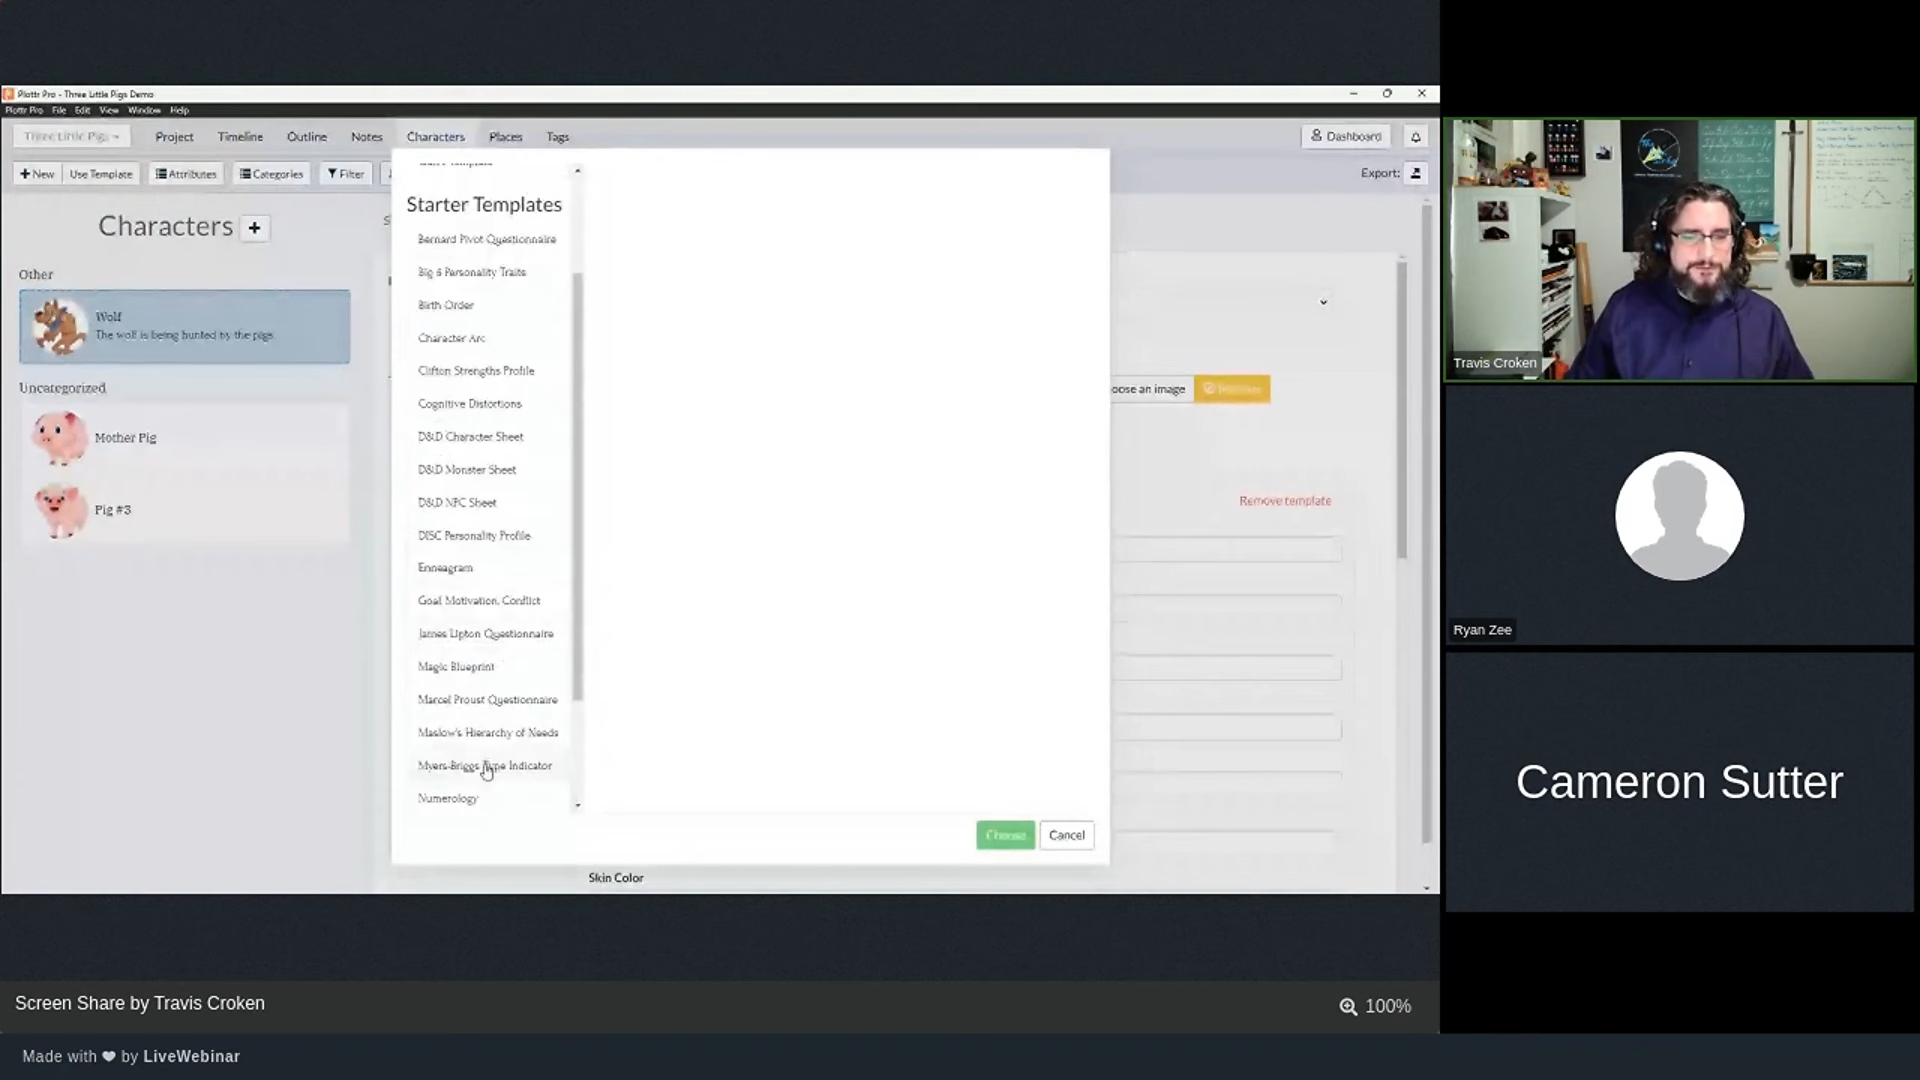 Plottr Pro - Three Little Pigs Demo
Plottr Pro File Edit View Window Help
Three Little Pigs
Project
Timeline
Outline
Notes
Characters
Places
Tags
Dashboard
New
Use Template
Attributes
Categories
Filter
Export:
Characters
Other
Wolf
The wolf is being hunted by the pigs
Uncategorized
Mother Pig
Pig #3
Starter Templates
Bernard Pivot Questionnaire
Big 5 Personality Traits
Birth Order
Character Arc
Clifton Strengths Profile
Cognitive Distortions
D&D Character Sheet
D&D Monster Sheet
D&D NPC Sheet
DISC Personality Profile
Enneagram
Goal, Motivation, Conflict
James Lipton Questionnaire
Magic Blueprint
Marcel Proust Questionnaire
Maslow's Hierarchy of Needs
Myers-Briggs Type Indicator
Numerology
Choose
Cancel
oose an image
Remove template
Skin Color
Travis Croken
Ryan Zee
Cameron Sutter
Screen Share by Travis Croken
100%
Made with ❤ by LiveWebinar